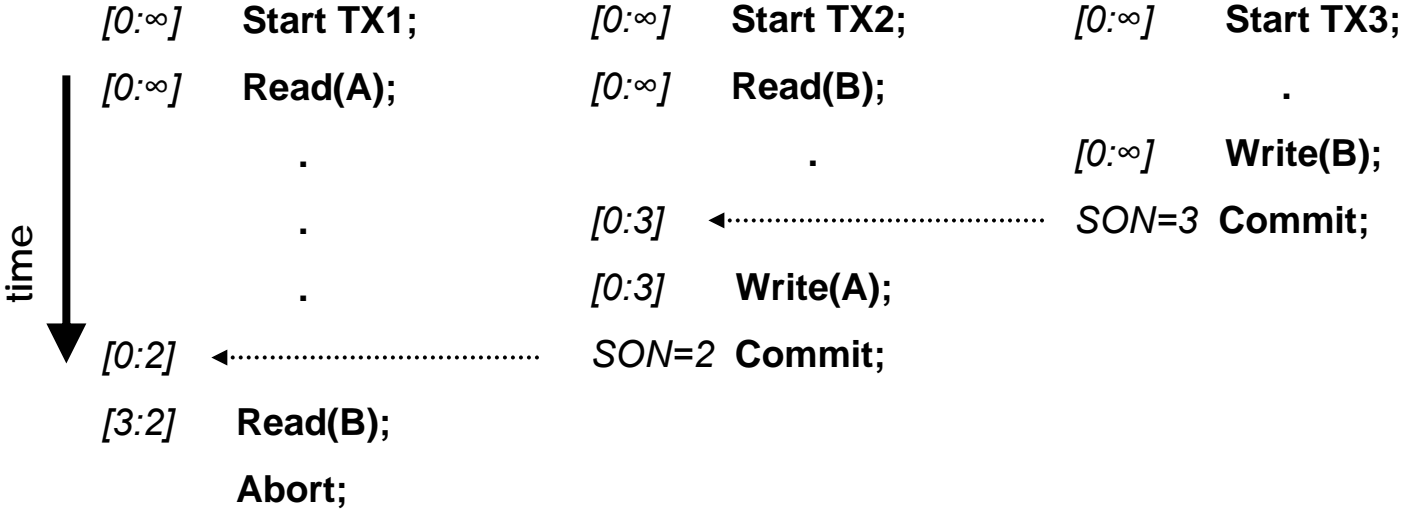 [0:∞] Start TX1; [0:∞] Start TX2; [0:∞] Start TX3;
[0:∞] Read(A); [0:∞] Read(B); .
. . [0:∞] Write(B);
. [0:3] SON=3 Commit;
. [0:3] Write(A);
[0:2] SON=2 Commit;
[3:2] Read(B);
Abort;
time